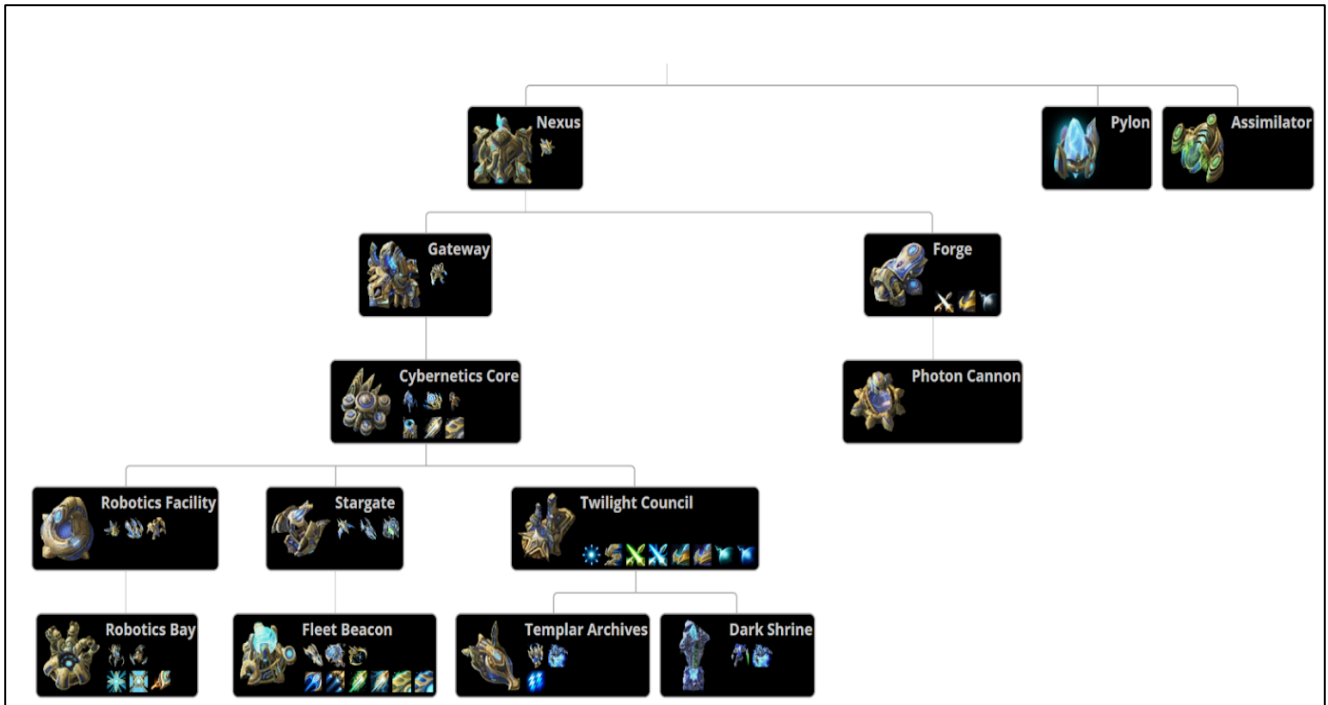 Nexus
Pylon
Assimilator
Gateway
Forge
Cybernetics Core
Photon Cannon
Robotics Facility
Stargate
Twilight Council
Robotics Bay
Fleet Beacon
Templar Archives
Dark Shrine